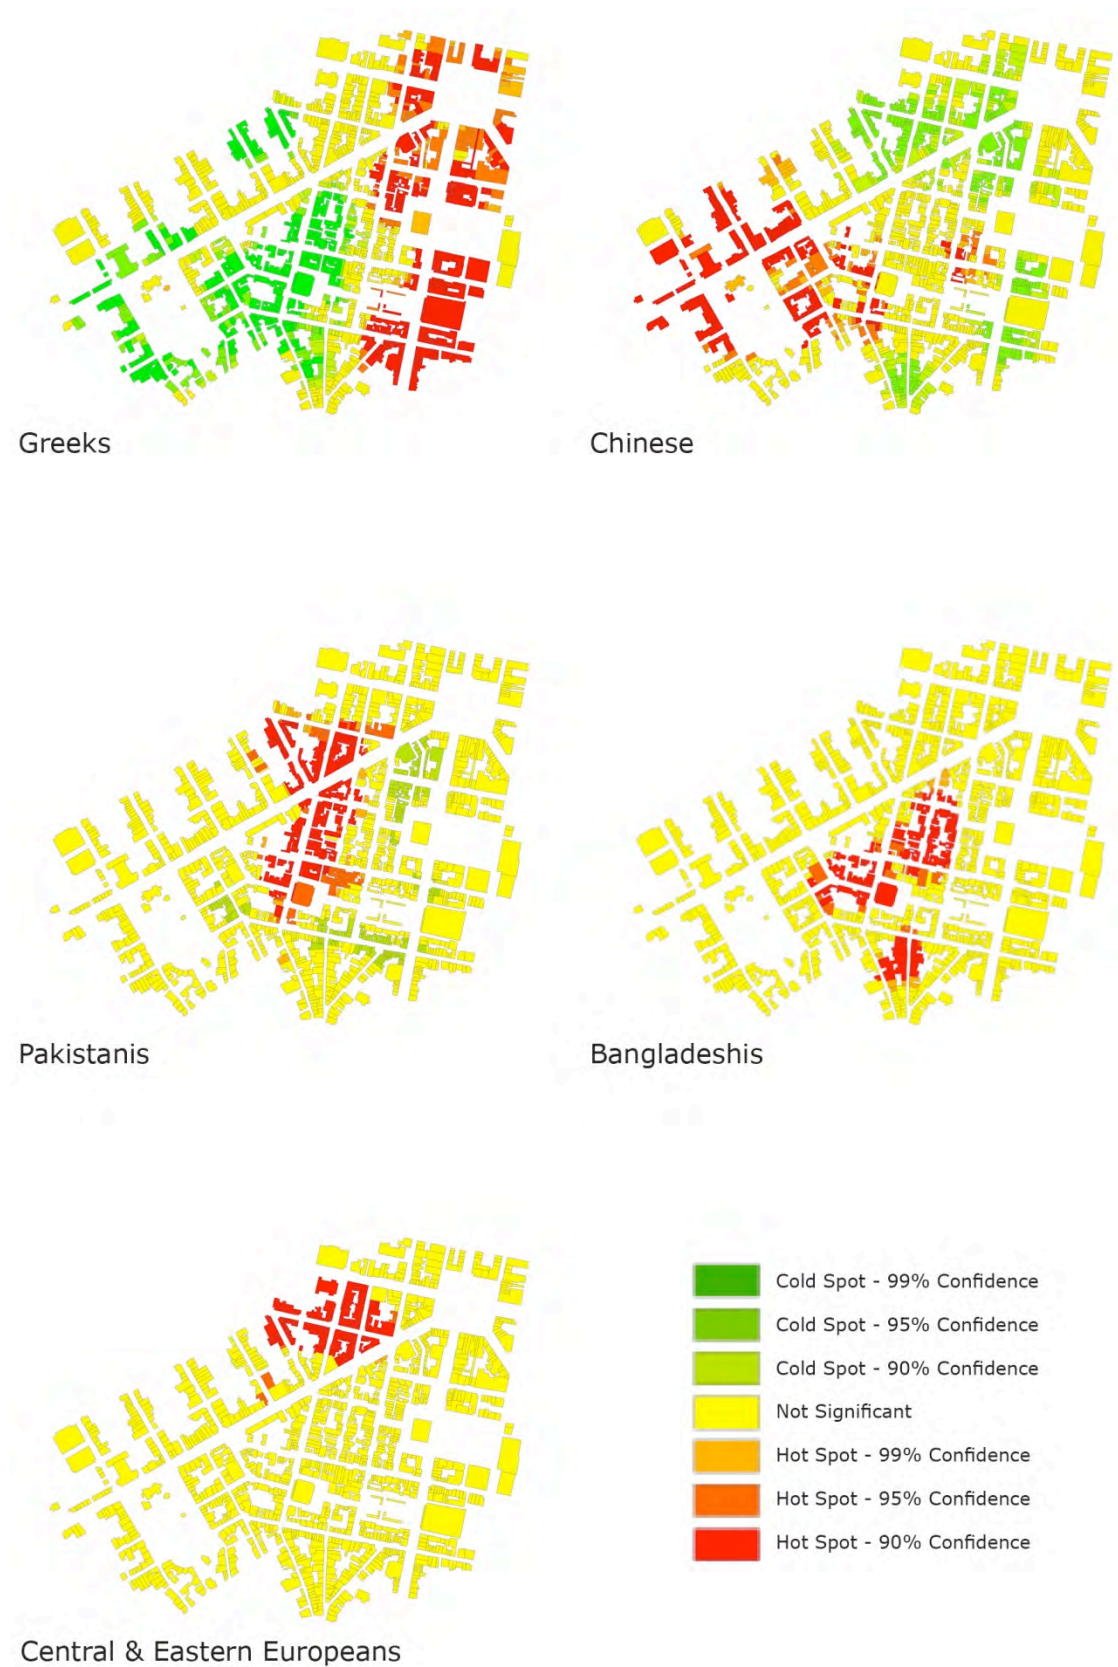 Greeks
Chinese
Pakistanis
Bangladeshis
Central & Eastern Europeans
Cold Spot - 99% Confidence
Cold Spot - 95% Confidence
Cold Spot - 90% Confidence
Not Significant
Hot Spot - 99% Confidence
Hot Spot - 95% Confidence
Hot Spot - 90% Confidence